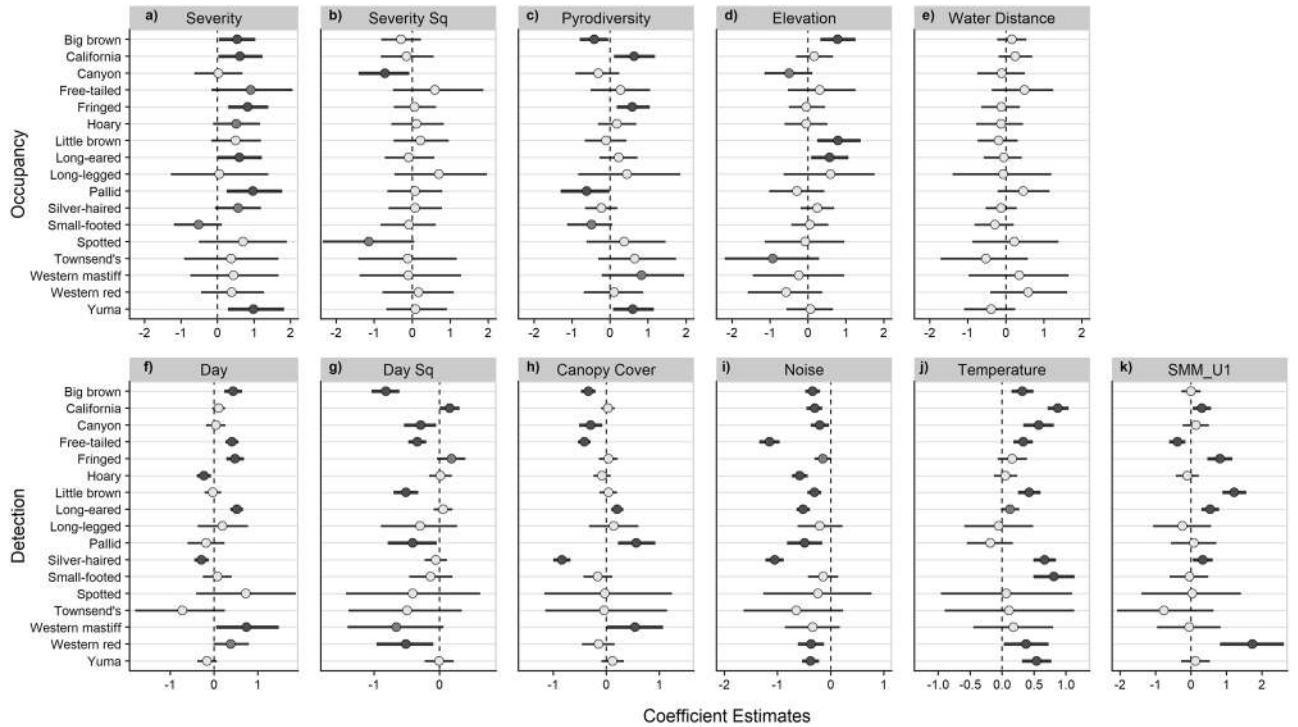 a) Severity
b) Severity Sq
c) Pyrodiversity
d) Elevation
e) Water Distance
Occupancy
Big brown
California
Canyon
Free-tailed
Fringed
Hoary
Little brown
Long-eared
Long-legged
Pallid
Silver-haired
Small-footed
Spotted
Townsend's
Western mastiff
Western red
Yuma
-2 -1 0 1 2
-2 -1 0 1 2
-2 -1 0 1 2
-2 -1 0 1 2
-2 -1 0 1 2
f) Day
g) Day Sq
h) Canopy Cover
i) Noise
j) Temperature
k) SMM_U1
Detection
Big brown
California
Canyon
Free-tailed
Fringed
Hoary
Little brown
Long-eared
Long-legged
Pallid
Silver-haired
Small-footed
Spotted
Townsend's
Western mastiff
Western red
Yuma
-1 0 1
-1 0
-1 0 1
-2 -1 0 1
-1.0 -0.5 0.0 0.5 1.0
-2 -1 0 1 2
Coefficient Estimates